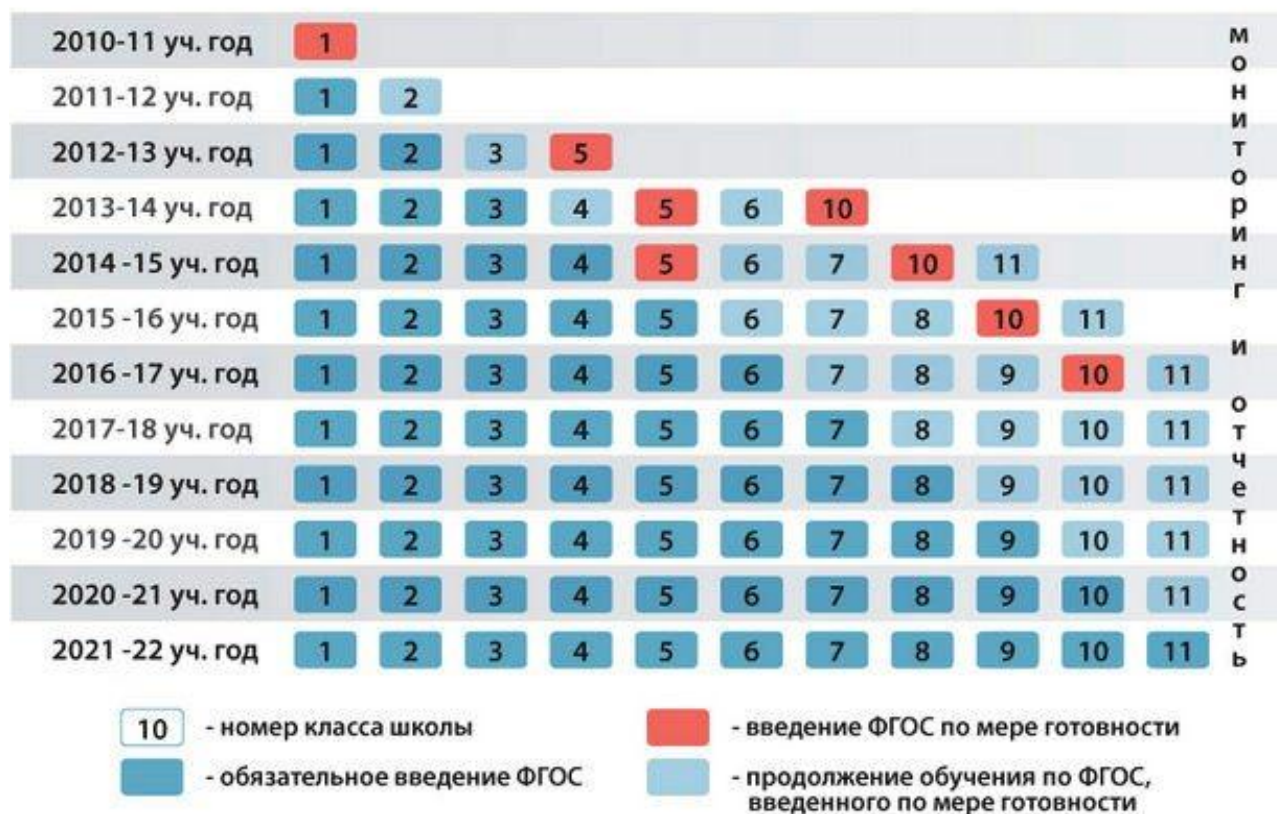 2010-11 уч. год 1
2011-12 уч. год 1 2
2012-13 уч. год 1 2 3 5
2013-14 уч. год 1 2 3 4 5 6 10
2014 -15 уч. год 1 2 3 4 5 6 7 10 11
2015 -16 уч. год 1 2 3 4 5 6 7 8 10 11
2016 -17 уч. год 1 2 3 4 5 6 7 8 9 10 11
2017-18 уч. год 1 2 3 4 5 6 7 8 9 10 11
2018 -19 уч. год 1 2 3 4 5 6 7 8 9 10 11
2019 -20 уч. год 1 2 3 4 5 6 7 8 9 10 11
2020 -21 уч. год 1 2 3 4 5 6 7 8 9 10 11
2021 -22 уч. год 1 2 3 4 5 6 7 8 9 10 11
мониторинг и отчетность
10 - номер класса школы
- обязательное введение ФГОС
- введение ФГОС по мере готовности
- продолжение обучения по ФГОС,
введенного по мере готовности